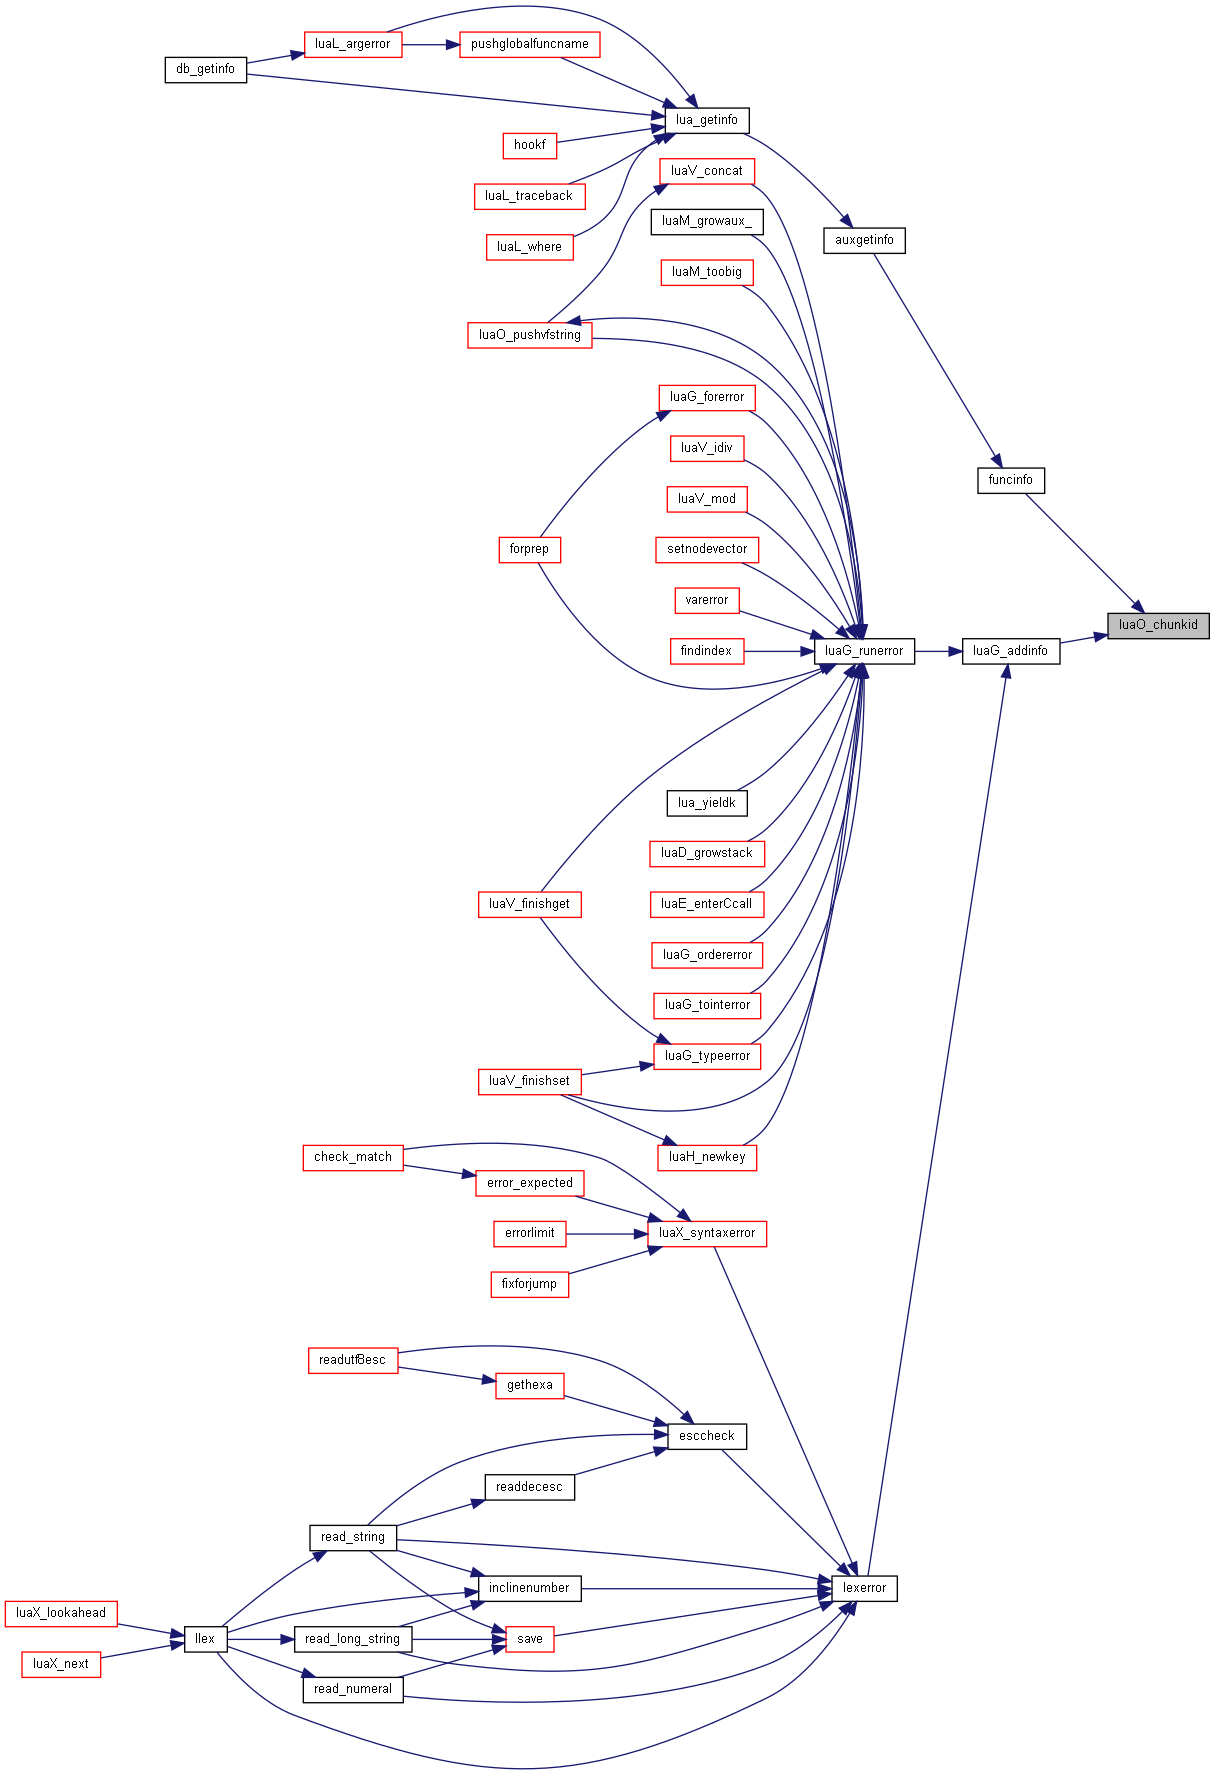 luaL_argerror
pushglobalfuncname
db_getinfo
lua_getinfo
hookf
luaV_concat
luaL_traceback
luaM_growaux_
luaL_where
auxgetinfo
luaM_toobig
luaO_pushvfstring
luaG_forerror
luaV_idiv
funcinfo
luaV_mod
forprep
setnodevector
varerror
luaO_chunkid
findindex
luaG_runerror
luaG_addinfo
lua_yieldk
luaD_growstack
luaV_finishget
luaE_enterCcall
luaG_ordererror
luaG_tointerror
luaG_typeerror
luaV_finishset
check_match
luaH_newkey
error_expected
errorlimit
luaX_syntaxerror
fixforjump
readutf8esc
gethexa
esccheck
readdecesc
read_string
inclinenumber
lexerror
luaX_lookahead
llex
read_long_string
save
luaX_next
read_numeral